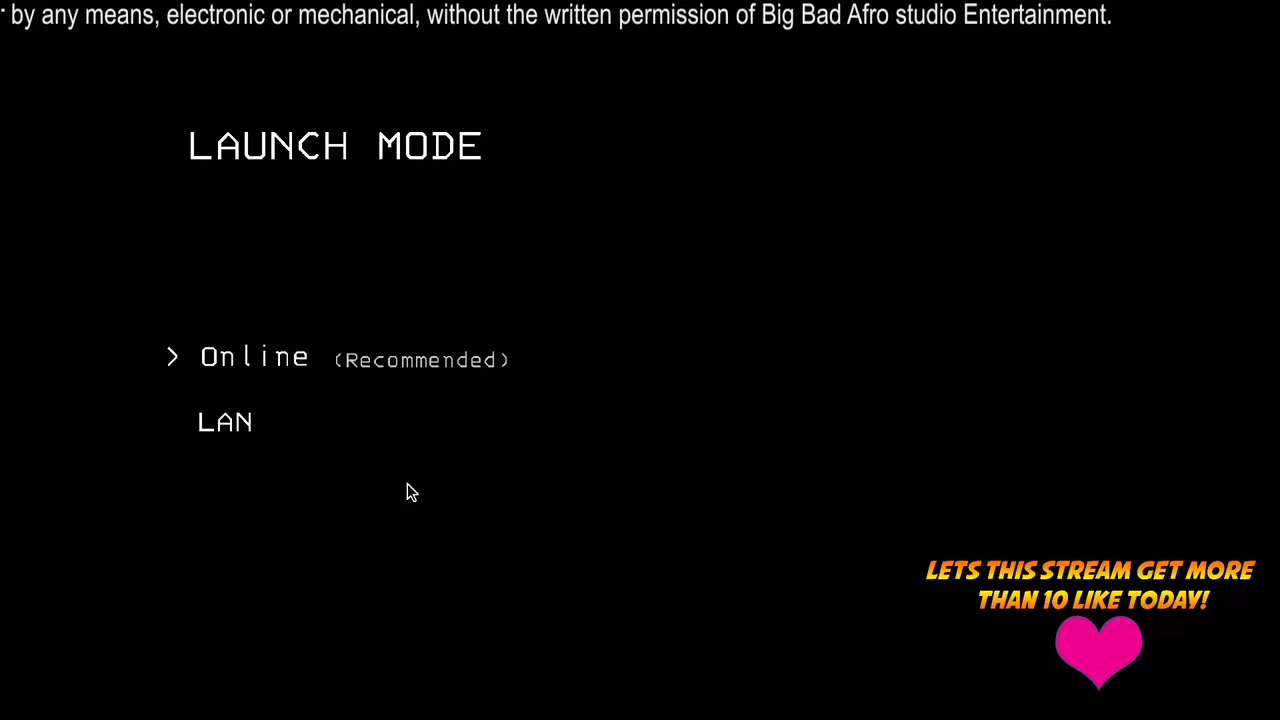 by any means, electronic or mechanical, without the written permission of Big Bad Afro studio Entertainment.
LAUNCH MODE
> Online (Recommended)
LAN
LETS THIS STREAM GET MORE
THAN 10 LIKE TODAY!